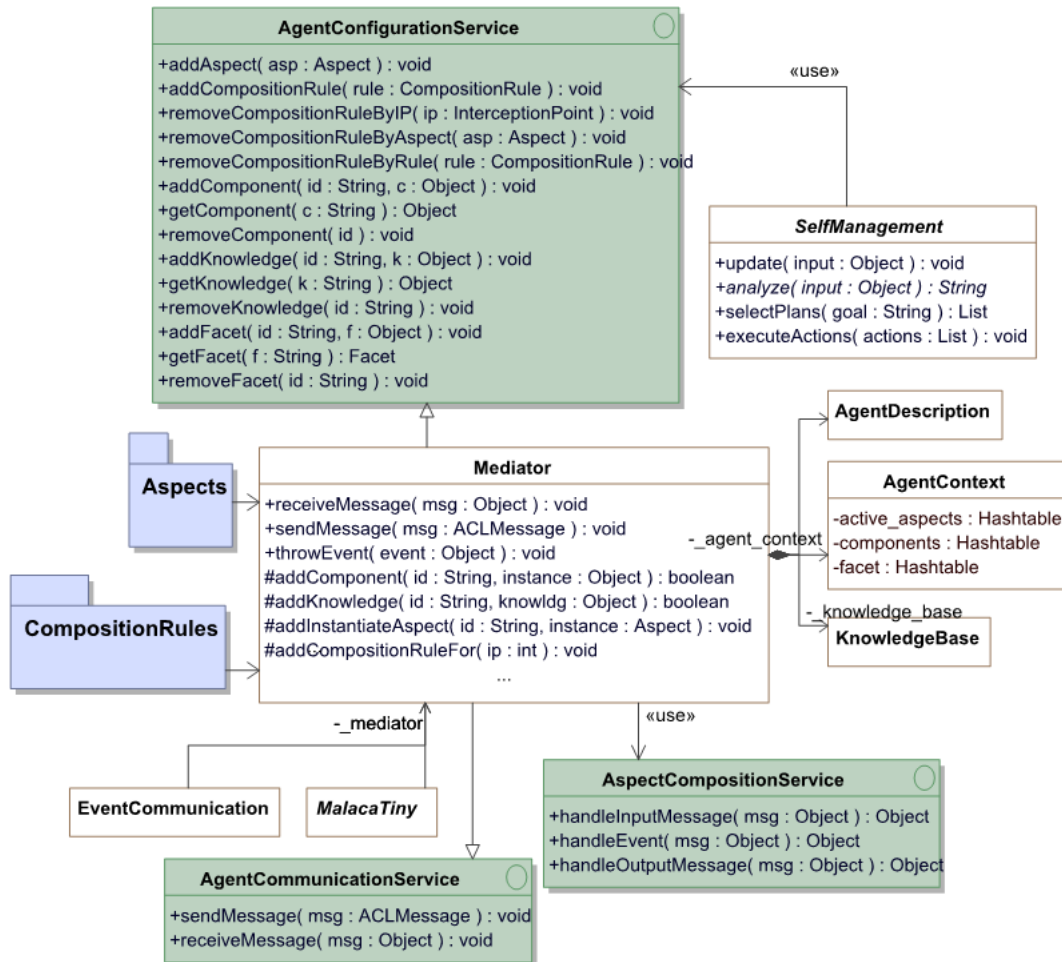 AgentConfigurationService
+addAspect( asp : Aspect ) : void
+addCompositionRule( rule : CompositionRule ) : void
+removeCompositionRuleByIP( ip : InterceptionPoint ) : void
+removeCompositionRuleByAspect( asp : Aspect ) : void
+removeCompositionRuleByRule( rule : CompositionRule ) : void
+addComponent( id : String, c : Object ) : void
+getComponent( c : String ) : Object
+removeComponent( id ) : void
+addKnowledge( id : String, k : Object ) : void
+getKnowledge( k : String ) : Object
+removeKnowledge( id : String ) : void
+addFacet( id : String, f : Object ) : void
+getFacet( f : String ) : Facet
+removeFacet( id : String ) : void
«use»
SelfManagement
+update( input : Object ) : void
+analyze( input : Object ) : String
+selectPlans( goal : String ) : List
+executeActions( actions : List ) : void
Aspects
CompositionRules
Mediator
+receiveMessage( msg : Object ) : void
+sendMessage( msg : ACLMessage ) : void
+throwEvent( event : Object ) : void
#addComponent( id : String, instance : Object ) : boolean
#addKnowledge( id : String, knowldg : Object ) : boolean
#addInstantiateAspect( id : String, instance : Aspect ) : void
#addCompositionRuleFor( ip : int ) : void
...
-_agent_context
AgentDescription
AgentContext
-active_aspects : Hashtable
-components : Hashtable
-facet : Hashtable
-_knowledge_base
KnowledgeBase
-_mediator
«use»
EventCommunication
MalacaTiny
AspectCompositionService
+handleInputMessage( msg : Object ) : Object
+handleEvent( msg : Object ) : Object
+handleOutputMessage( msg : Object ) : Object
AgentCommunicationService
+sendMessage( msg : ACLMessage ) : void
+receiveMessage( msg : Object ) : void